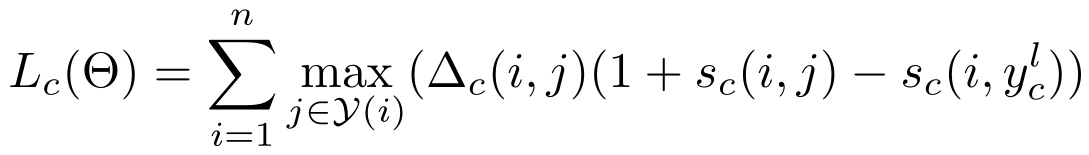 L_c(\Theta) = \sum_{i=1}^{n} \max_{j \in \mathcal{Y}(i)} (\Delta_c(i, j)(1 + s_c(i, j) - s_c(i, y_c^l))